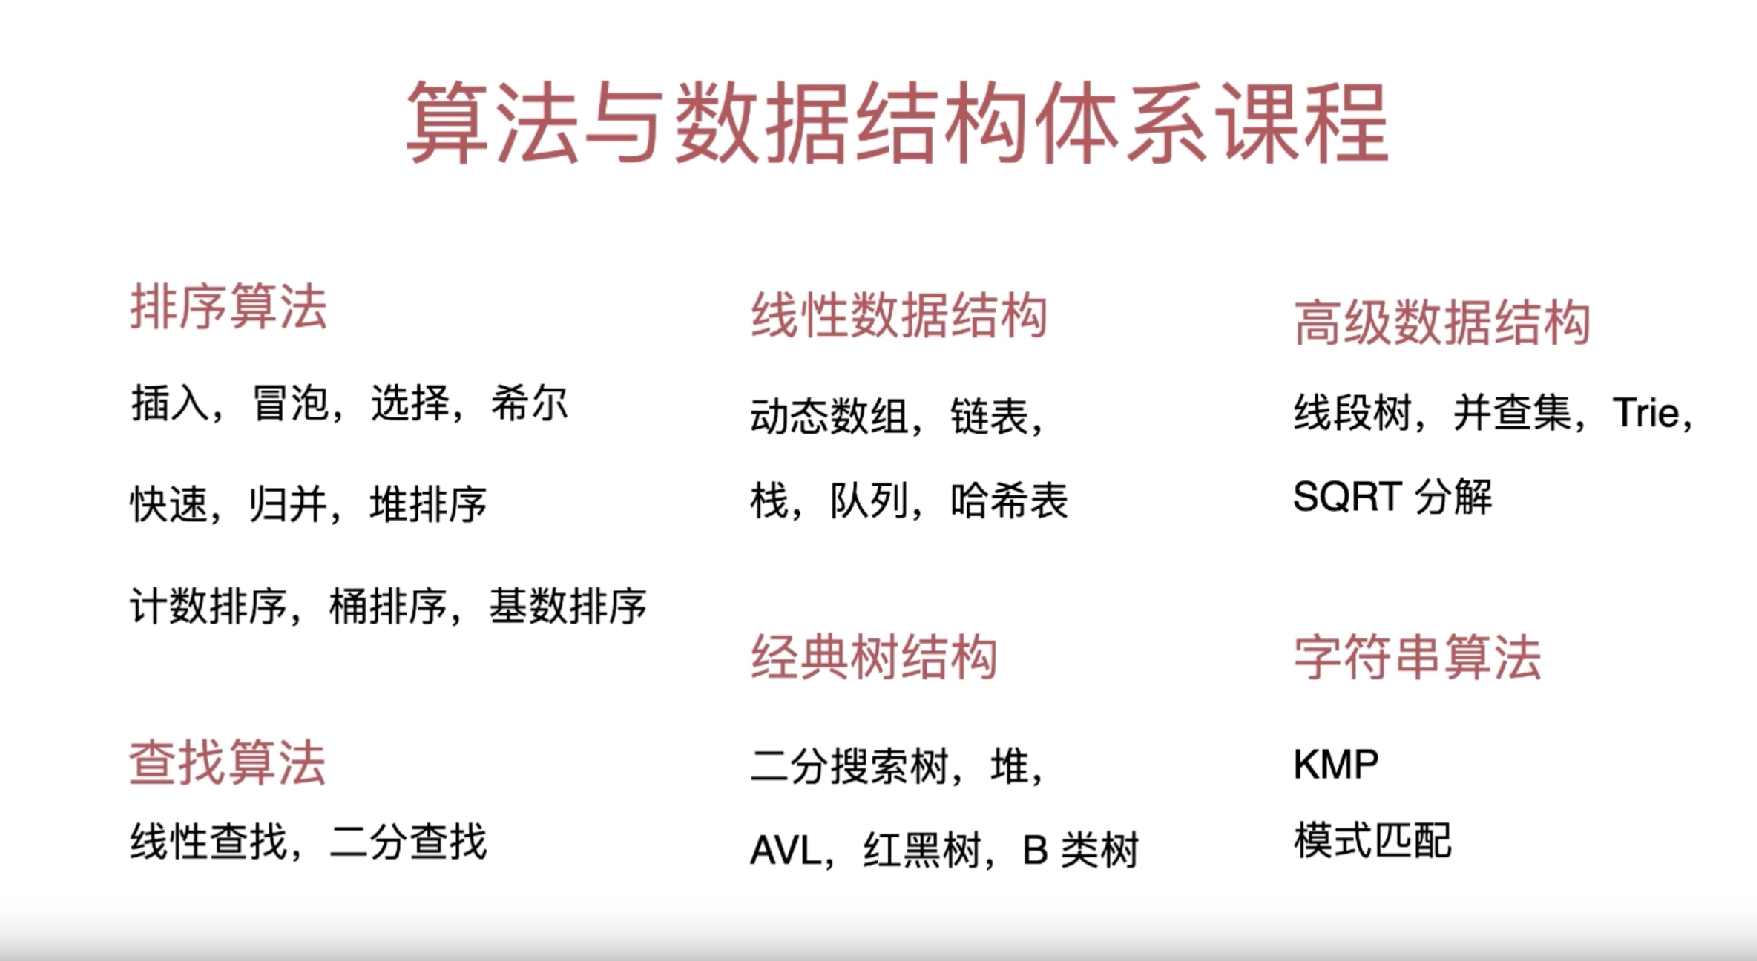 算法与数据结构体系课程
排序算法
插入，冒泡，选择，希尔
快速，归并，堆排序
计数排序，桶排序，基数排序
查找算法
线性查找，二分查找
线性数据结构
动态数组，链表，
栈，队列，哈希表
经典树结构
二分搜索树，堆，
AVL，红黑树，B 类树
高级数据结构
线段树，并查集，Trie，
SQRT 分解
字符串算法
KMP
模式匹配